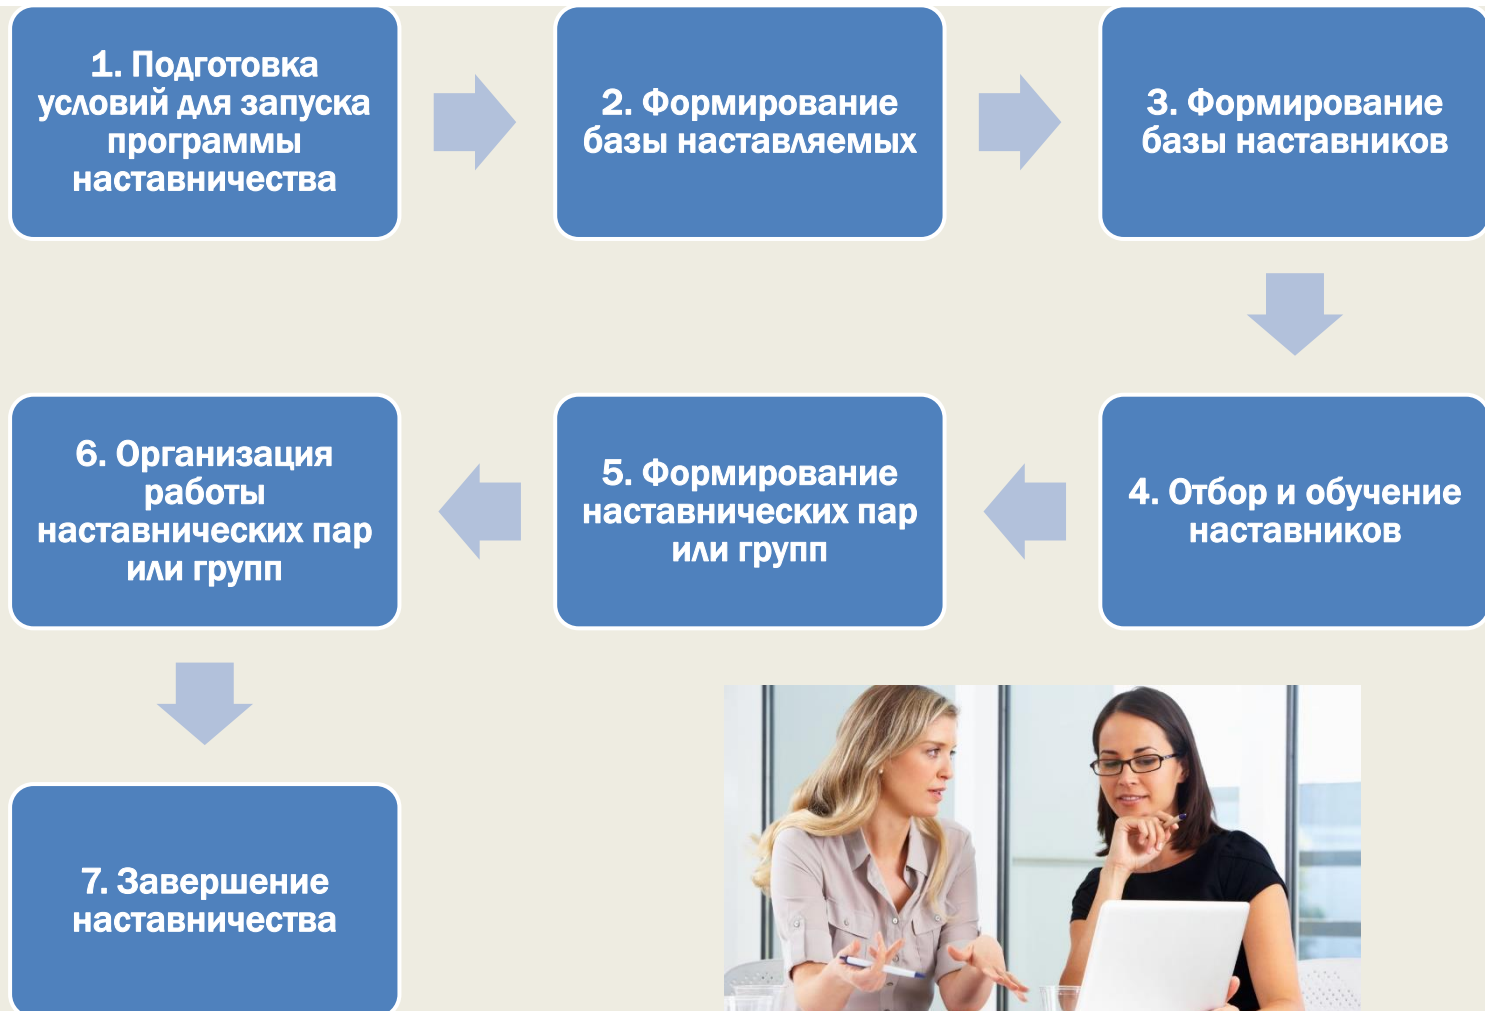 1. Подготовка
условий для запуска
программы
наставничества
2. Формирование
базы наставляемых
3. Формирование
базы наставников
4. Отбор и обучение
наставников
5. Формирование
наставнических пар
или групп
6. Организация
работы
наставнических пар
или групп
7. Завершение
наставничества